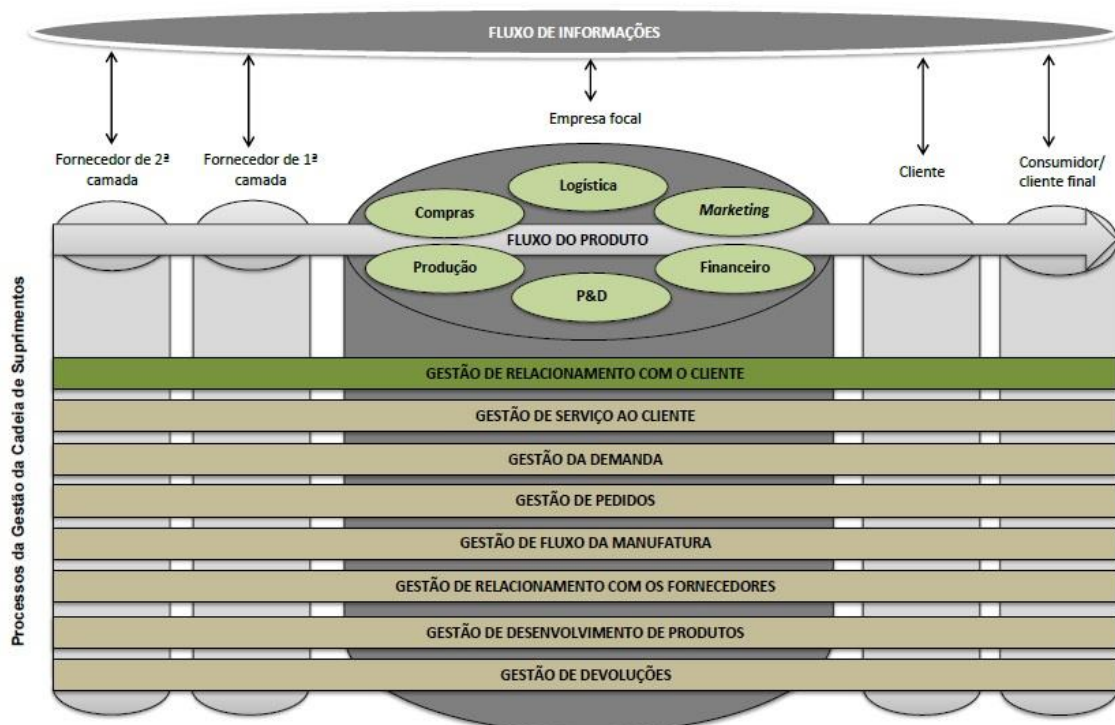 FLUXO DE INFORMAÇÕES
Empresa focal
Fornecedor de 2ª
camada
Fornecedor de 1ª
camada
Cliente
Consumidor/
cliente final
Logística
Compras
Marketing
FLUXO DO PRODUTO
Produção
Financeiro
P&D
Processos da Gestão da Cadeia de Suprimentos
GESTÃO DE RELACIONAMENTO COM O CLIENTE
GESTÃO DE SERVIÇO AO CLIENTE
GESTÃO DA DEMANDA
GESTÃO DE PEDIDOS
GESTÃO DE FLUXO DA MANUFATURA
GESTÃO DE RELACIONAMENTO COM OS FORNECEDORES
GESTÃO DE DESENVOLVIMENTO DE PRODUTOS
GESTÃO DE DEVOLUÇÕES